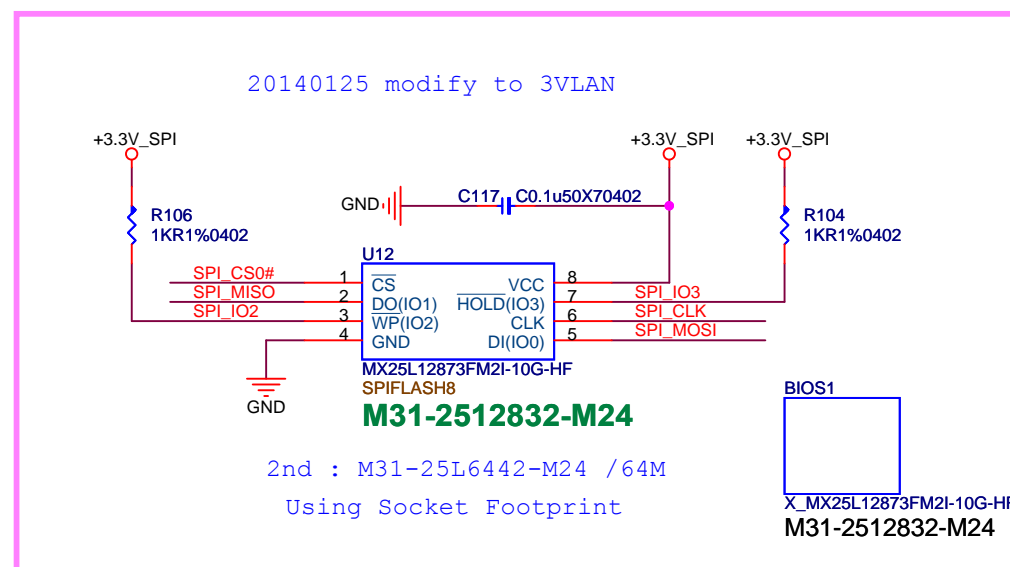 20140125 modify to 3VLAN
+3.3V_SPI
+3.3V_SPI
+3.3V_SPI
GND
C117
C0.1u50X70402
R106
1KR1%0402
R104
1KR1%0402
U12
SPI_CS0#
1
CS
VCC
8
SPI_MISO
2
DO(IO1)
HOLD(IO3)
7
SPI_IO3
SPI_IO2
3
WP(IO2)
CLK
6
SPI_CLK
4
GND
DI(IO0)
5
SPI_MOSI
MX25L12873FM2I-10G-HF
SPIFLASH8
M31-2512832-M24
GND
BIOS1
2nd : M31-25L6442-M24 /64M
Using Socket Footprint
X_MX25L12873FM2I-10G-HF
M31-2512832-M24